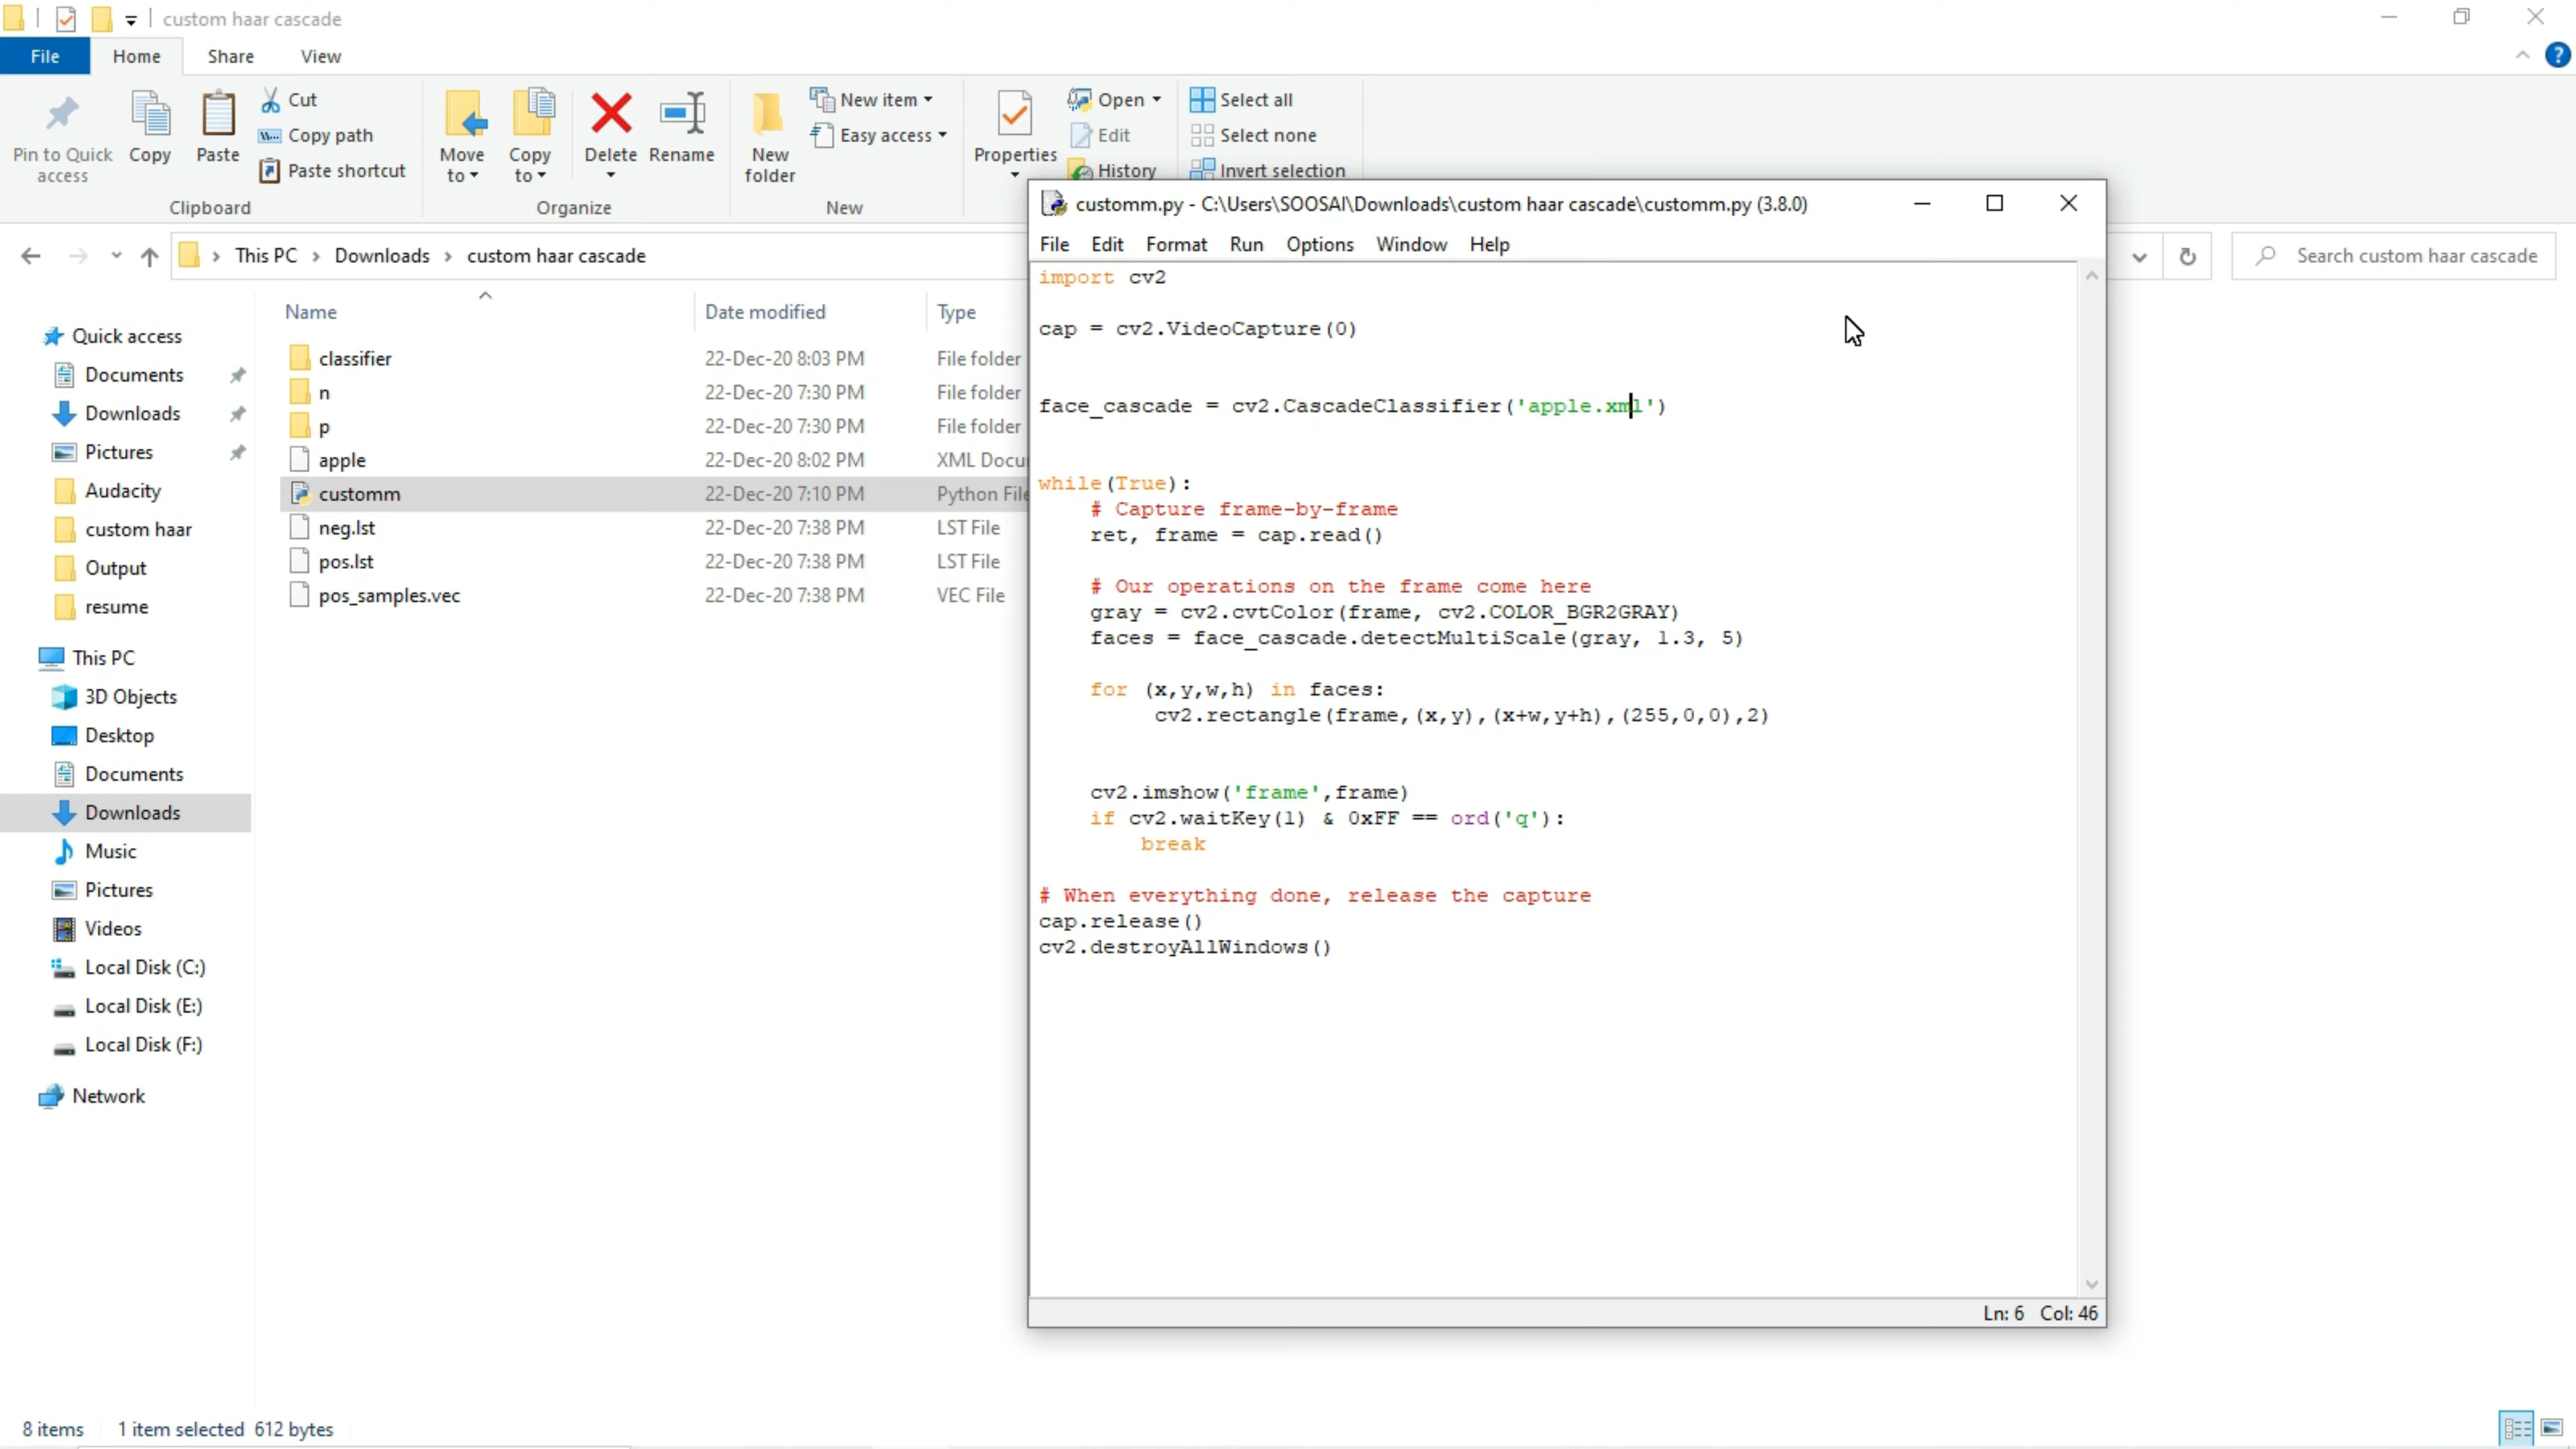 custom haar cascade
File Home Share View
Pin to Quick access
Copy
Paste
Cut
Copy path
Paste shortcut
Clipboard
Move to
Copy to
Delete
Rename
Organize
New folder
New item
Easy access
New
Properties
Open
Edit
History
Select all
Select none
Invert selection
This PC Downloads custom haar cascade
Search custom haar cascade
Quick access
Documents
Downloads
Pictures
Audacity
custom haar
Output
resume
This PC
3D Objects
Desktop
Documents
Downloads
Music
Pictures
Videos
Local Disk (C:)
Local Disk (E:)
Local Disk (F:)
Network
Name Date modified Type
classifier 22-Dec-20 8:03 PM File folder
n 22-Dec-20 7:30 PM File folder
p 22-Dec-20 7:30 PM File folder
apple 22-Dec-20 8:02 PM XML Docu
customm 22-Dec-20 7:10 PM Python File
neg.lst 22-Dec-20 7:38 PM LST File
pos.lst 22-Dec-20 7:38 PM LST File
pos_samples.vec 22-Dec-20 7:38 PM VEC File
customm.py - C:\Users\SOOSAI\Downloads\custom haar cascade\customm.py (3.8.0)
File Edit Format Run Options Window Help
import cv2
cap = cv2.VideoCapture(0)
face_cascade = cv2.CascadeClassifier('apple.xml')
while(True):
# Capture frame-by-frame
ret, frame = cap.read()
# Our operations on the frame come here
gray = cv2.cvtColor(frame, cv2.COLOR_BGR2GRAY)
faces = face_cascade.detectMultiScale(gray, 1.3, 5)
for (x,y,w,h) in faces:
cv2.rectangle(frame,(x,y),(x+w,y+h),(255,0,0),2)
cv2.imshow('frame',frame)
if cv2.waitKey(1) & 0xFF == ord('q'):
break
# When everything done, release the capture
cap.release()
cv2.destroyAllWindows()
Ln: 6 Col: 46
8 items 1 item selected 612 bytes